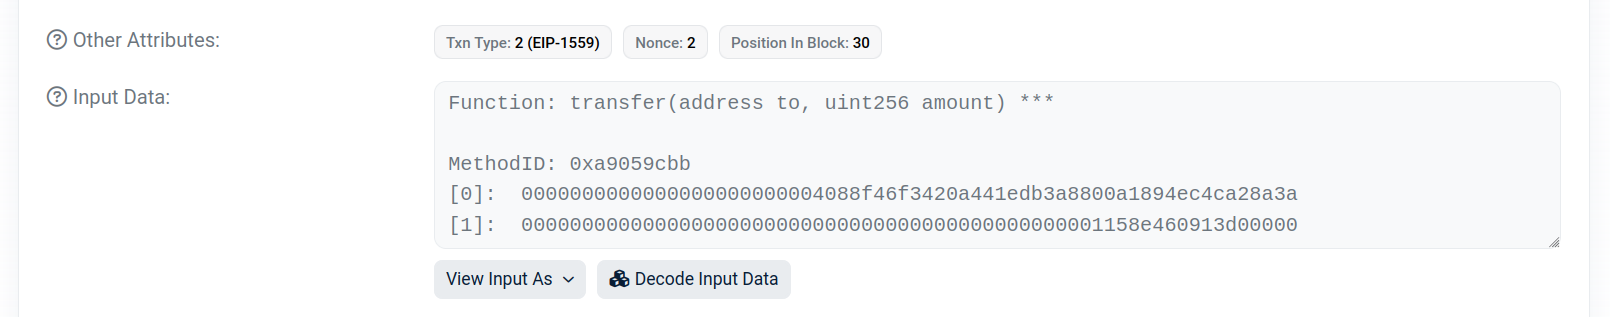 Other Attributes:
Txn Type: 2 (EIP-1559) Nonce: 2 Position In Block: 30
Input Data:
Function: transfer(address to, uint256 amount) ***
MethodID: 0xa9059cbb
[0]: 0000000000000000000000004088f46f3420a441edb3a8800a1894ec4ca28a3a
[1]: 000000000000000000000000000000000000000000000001158e460913d00000
View Input As Decode Input Data